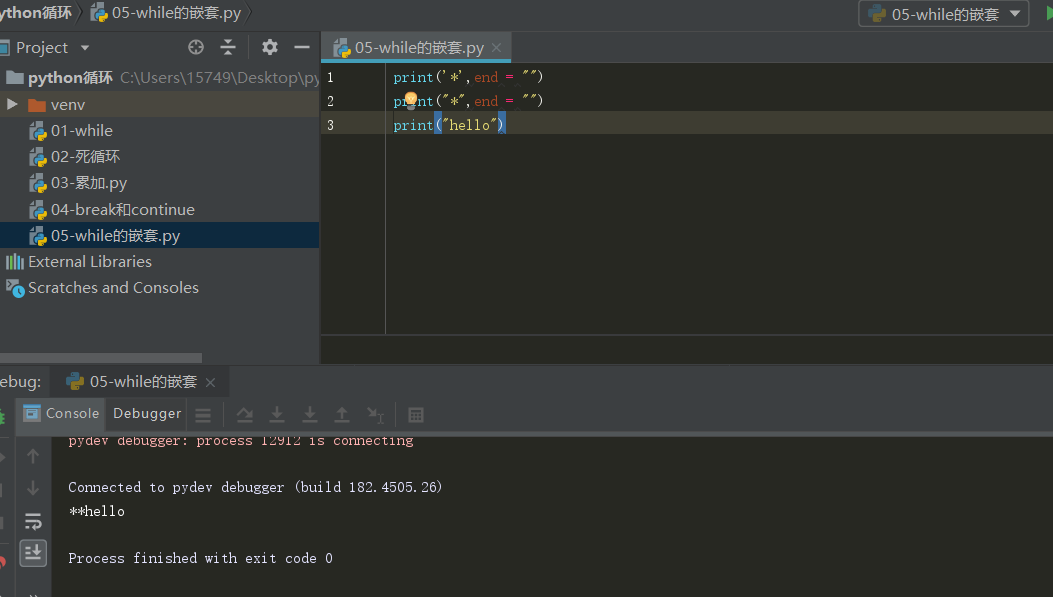 ython循环 05-while的嵌套.py 05-while的嵌套
Project 05-while的嵌套.py
python循环 C:\Users\15749\Desktop\py
venv
01-while
02-死循环
03-累加.py
04-break和continue
05-while的嵌套.py
External Libraries
Scratches and Consoles
1 print('*',end = "")
2 print("*",end = "")
3 print("hello")
ebug: 05-while的嵌套
Console Debugger
pydev debugger: process 12912 is connecting
Connected to pydev debugger (build 182.4505.26)
**hello
Process finished with exit code 0